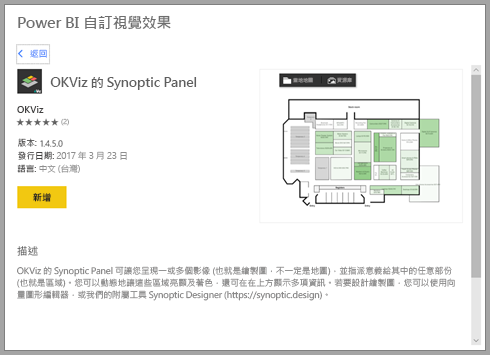 Power BI 自訂視覺效果
返回
OKViz 的 Synoptic Panel
OKViz
(2)
版本: 1.4.5.0
發行日期: 2017 年 3 月 23 日
語言: 中文 (台灣)
新增
描述
OKViz 的 Synoptic Panel 可讓您呈現一或多個影像 (也就是繪製圖，不一定是地圖)，並指派意義給其中的任意部份
(也就是區域)。您可以動態地讓這些區域亮顯及著色，還可在在上方顯示多項資訊。若要設計繪製圖，您可以使用向
量圖形編輯器，或我們的附屬工具 Synoptic Designer (https://synoptic.design)。